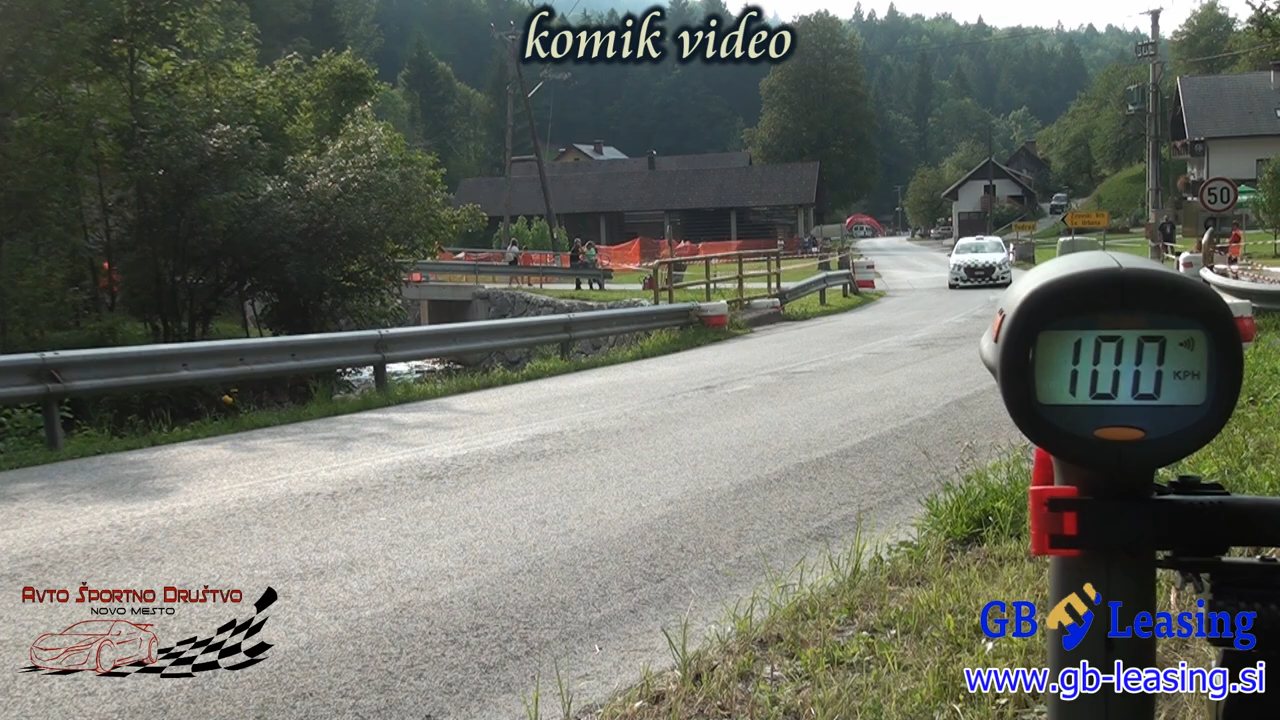 komik video
50
100
KPH
AVTO ŠPORTNO DRUŠTVO
NOVO MESTO
GB Leasing
www.gb-leasing.si